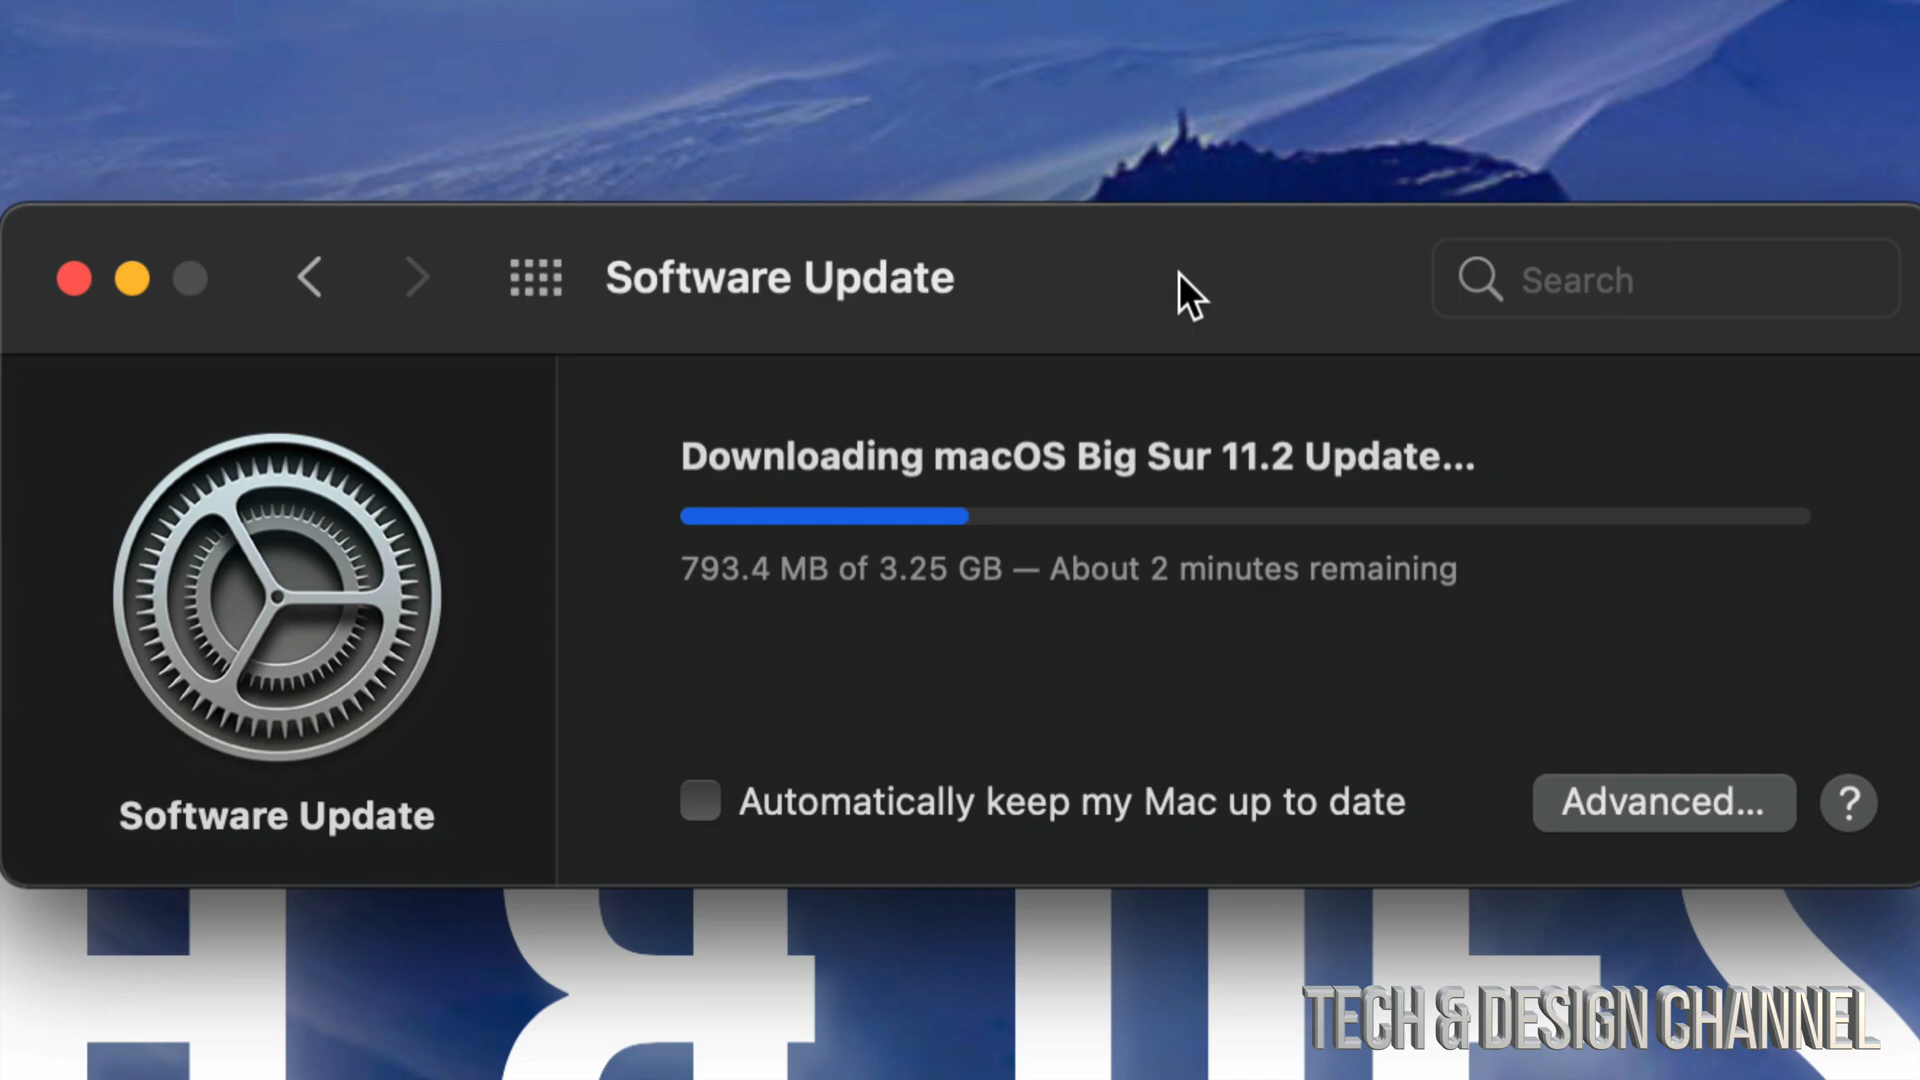 Software Update
Search
Downloading macOS Big Sur 11.2 Update...
793.4 MB of 3.25 GB — About 2 minutes remaining
Automatically keep my Mac up to date
Advanced...
?
Software Update
TECH & DESIGN CHANNEL